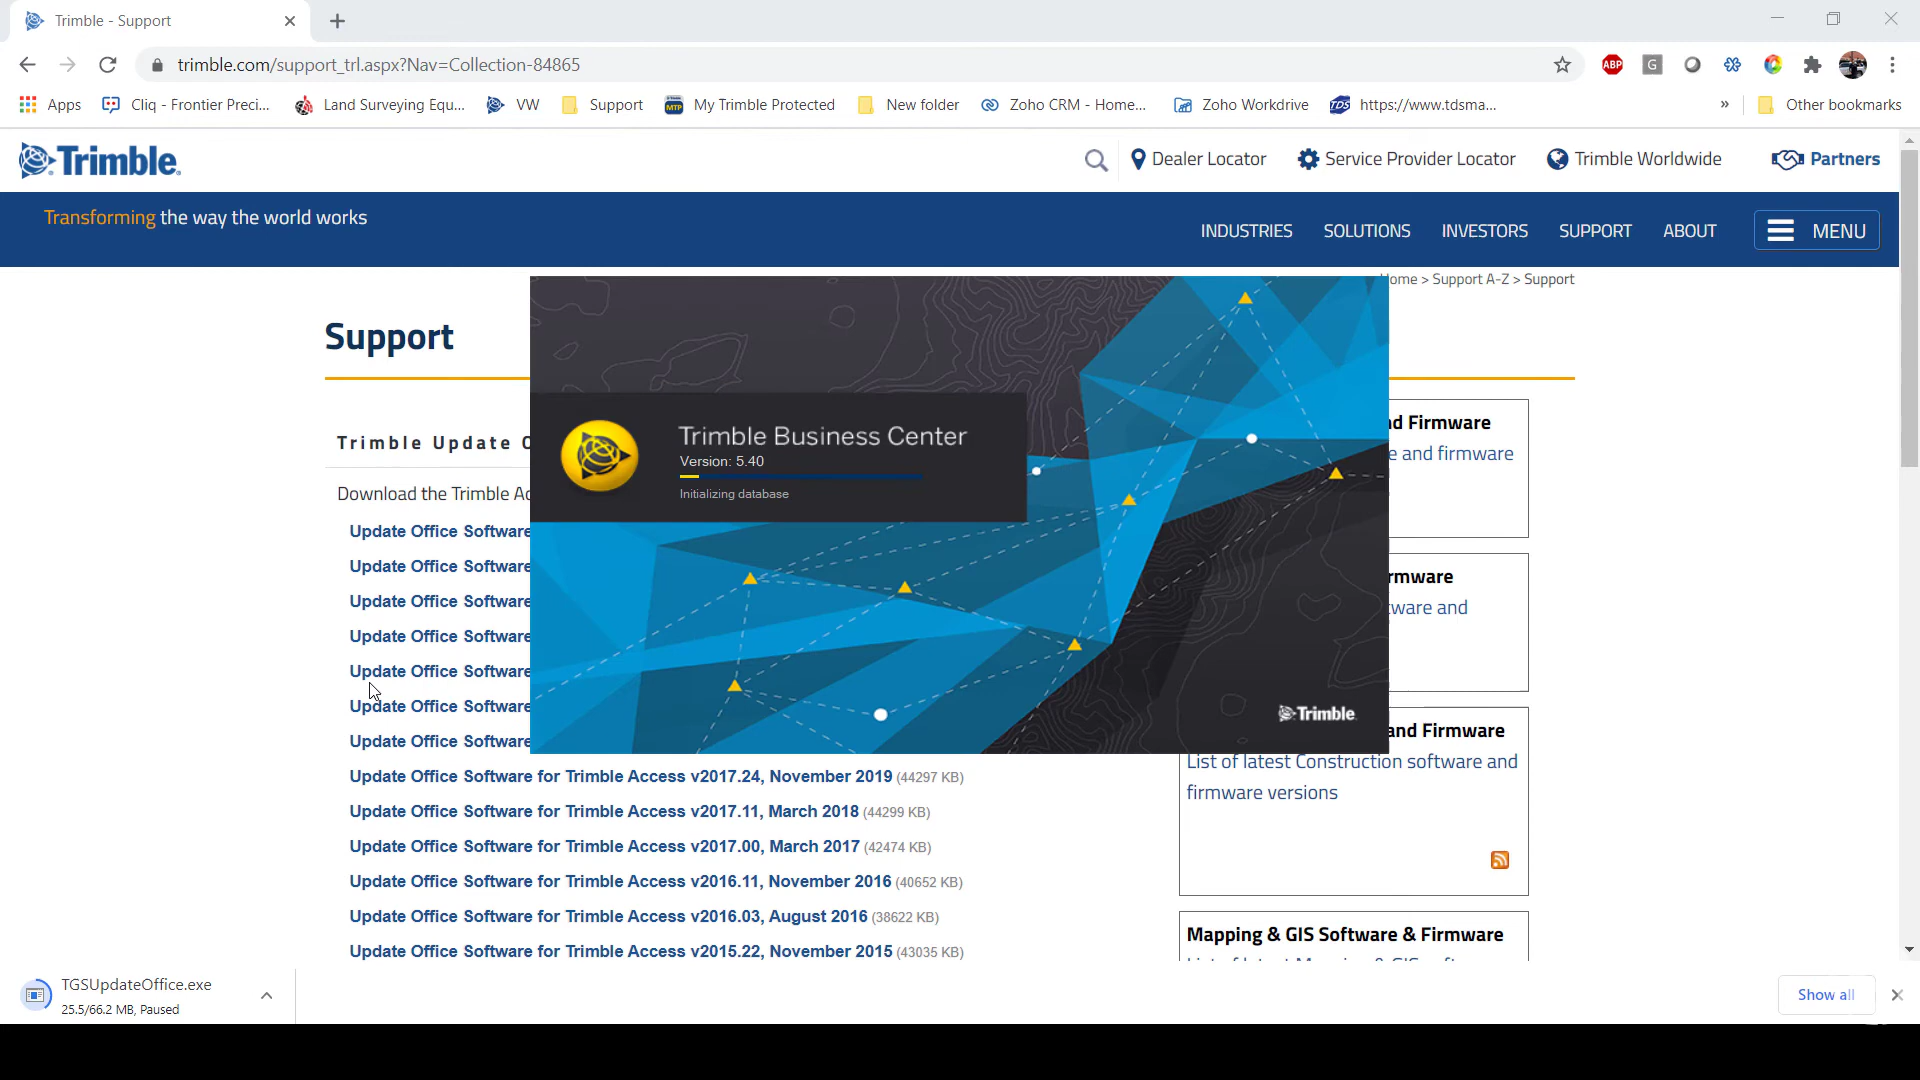 Trimble - Support
trimble.com/support_trl.aspx?Nav=Collection-84865
ABP
G
Apps
Cliq - Frontier Preci...
Land Surveying Equ...
VW
Support
MTP
My Trimble Protected
New folder
Zoho CRM - Home...
Zoho Workdrive
TDS
https://www.tdsma...
»
Other bookmarks
Trimble.
Dealer Locator
Service Provider Locator
Trimble Worldwide
Partners
Transforming the way the world works
INDUSTRIES
SOLUTIONS
INVESTORS
SUPPORT
ABOUT
MENU
ome > Support A-Z > Support
Support
Trimble Update O
Download the Trimble Ac
Update Office Software
Update Office Software
Update Office Software
Update Office Software
Update Office Software
Update Office Software
Update Office Software
Update Office Software for Trimble Access v2017.24, November 2019 (44297 KB)
Update Office Software for Trimble Access v2017.11, March 2018 (44299 KB)
Update Office Software for Trimble Access v2017.00, March 2017 (42474 KB)
Update Office Software for Trimble Access v2016.11, November 2016 (40652 KB)
Update Office Software for Trimble Access v2016.03, August 2016 (38622 KB)
Update Office Software for Trimble Access v2015.22, November 2015 (43035 KB)
Trimble Business Center
Version: 5.40
Initializing database
Trimble
d Firmware
e and firmware
rmware
tware and
and Firmware
List of latest Construction software and
firmware versions
Mapping & GIS Software & Firmware
TGSUpdateOffice.exe
25.5/66.2 MB, Paused
Show all